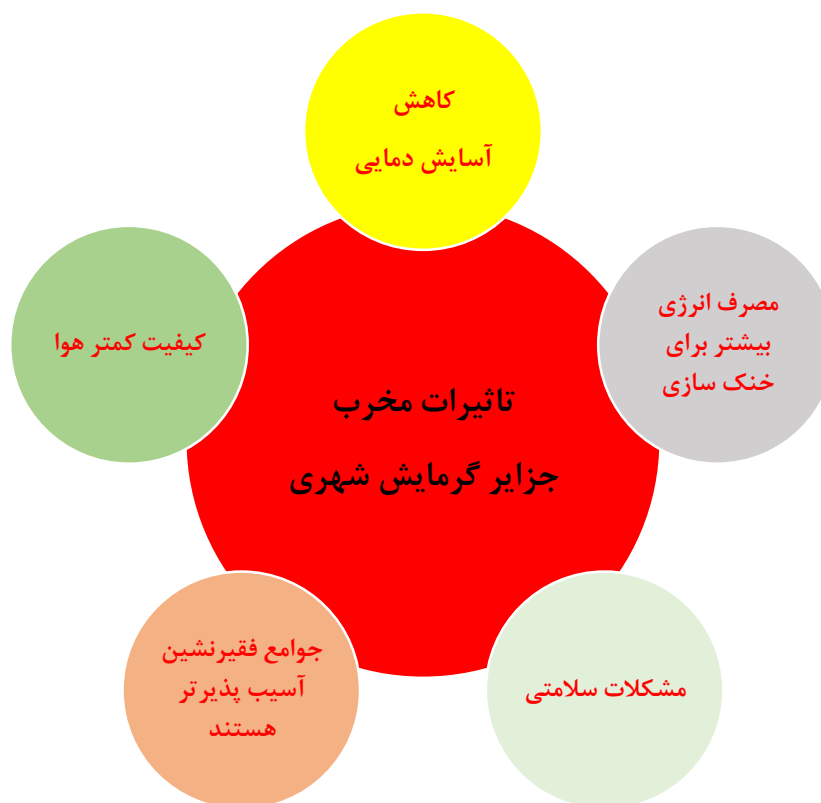 کاهش
آسایش دمایی
مصرف انرژی
بیشتر برای
خنک سازی
کیفیت کمتر هوا
تاثیرات مخرب
جزایر گرمایش شهری
جوامع فقیرنشین
آسیب پذیرتر
هستند
مشکلات سلامتی